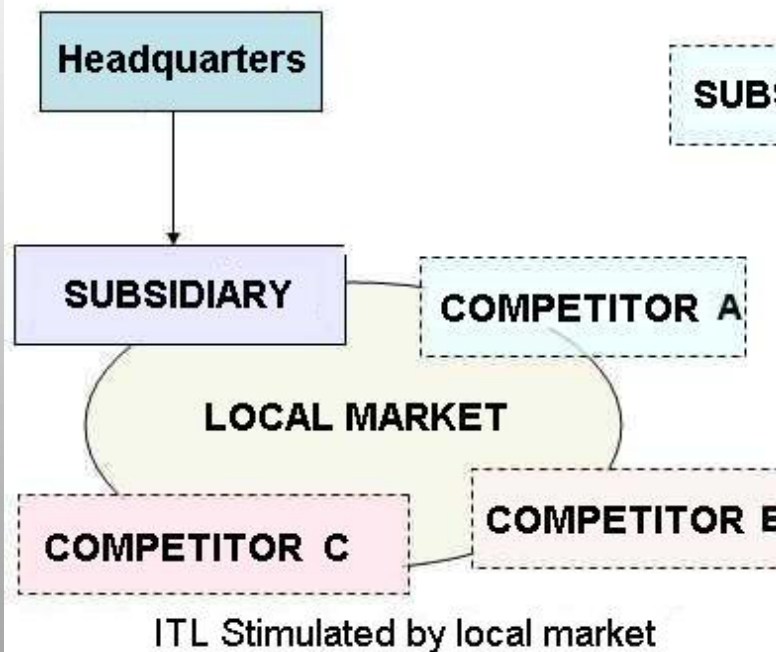 Headquarters
SUBSIDIARY
COMPETITOR A
LOCAL MARKET
COMPETITOR C
COMPETITOR
ITL Stimulated by local market